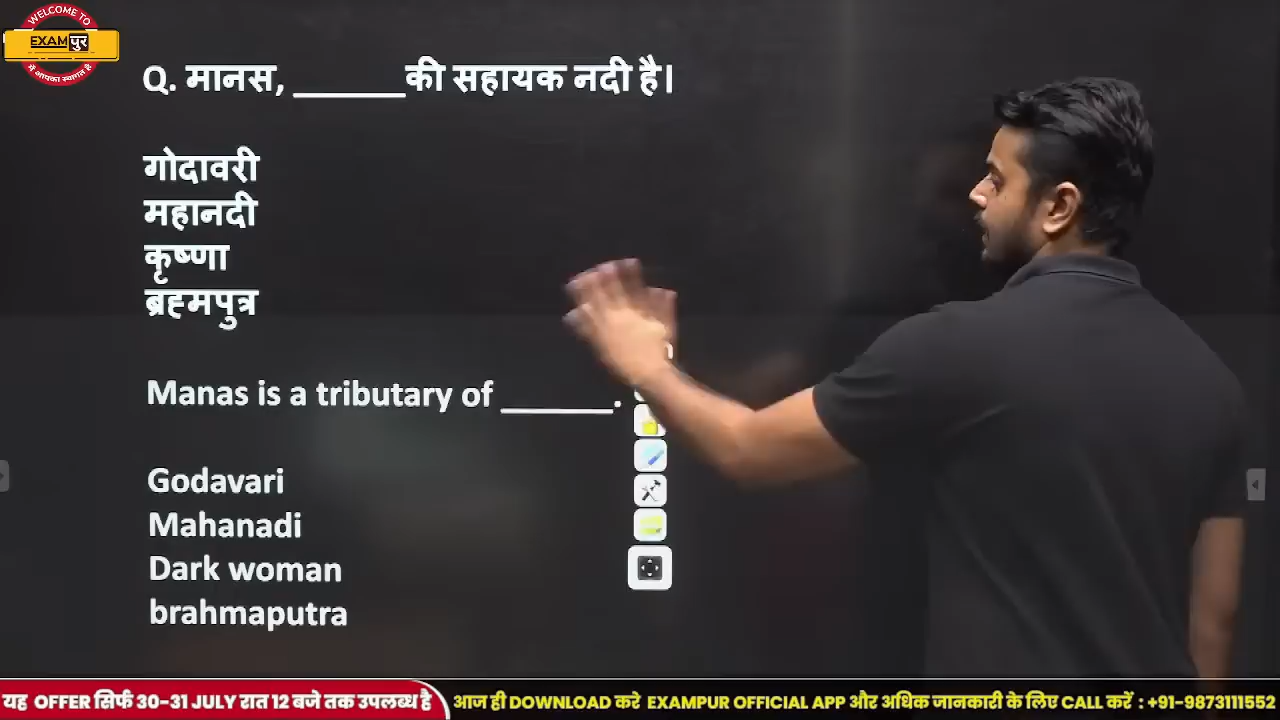 WELCOME TO
EXAMपुर
में आपका स्वागत है
Q. मानस, ______की सहायक नदी है।
गोदावरी
महानदी
कृष्णा
ब्रह्मपुत्र
Manas is a tributary of ______.
Godavari
Mahanadi
Dark woman
brahmaputra
यह OFFER सिर्फ 30-31 JULY रात 12 बजे तक उपलब्ध है
आज ही DOWNLOAD करे EXAMPUR OFFICIAL APP और अधिक जानकारी के लिए CALL करें : +91-9873111552